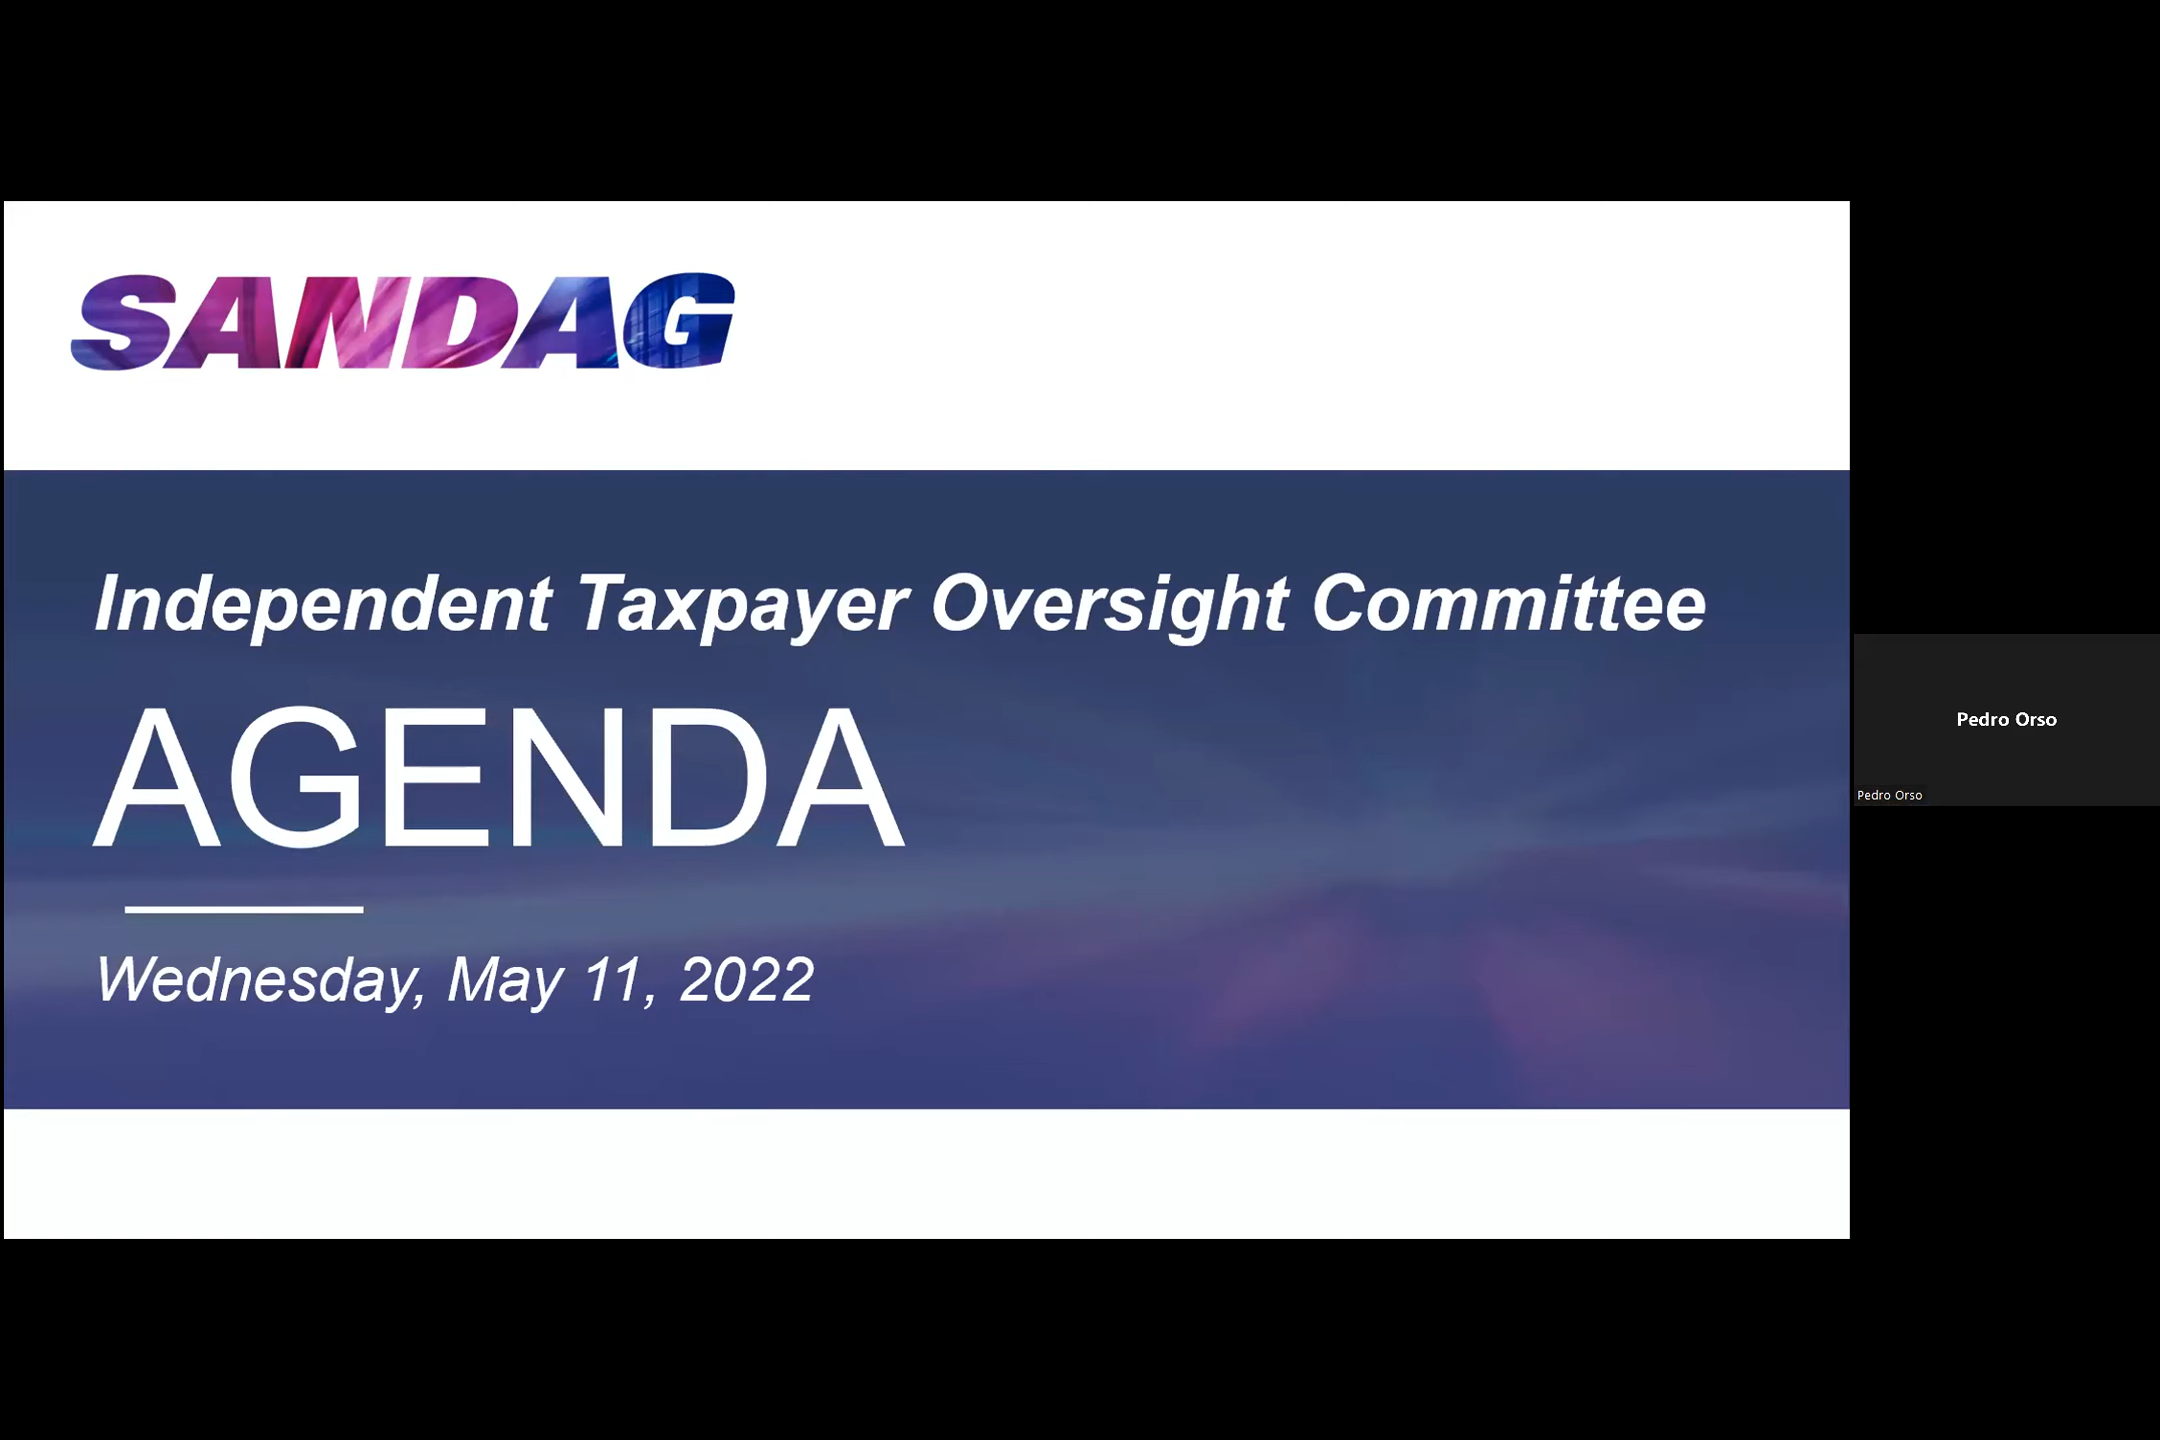 SANDAG
Independent Taxpayer Oversight Committee
AGENDA
Wednesday, May 11, 2022
Pedro Orso
Pedro Orso